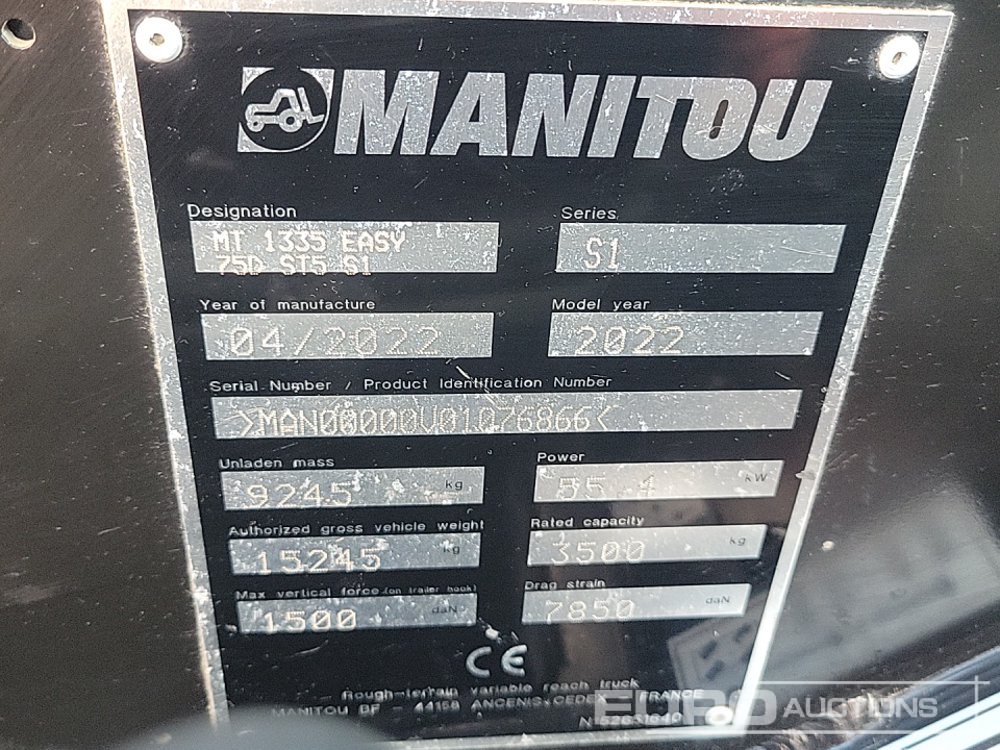 MANITOU
Designation
MT 1335 EASY
75D ST5 S1
Series
S1
Year of manufacture
04/2022
Model year
2022
Serial Number / Product Identification Number
>MAN00000V01076866<
Unladen mass
9245 kg
Power
55.4 kW
Authorized gross vehicle weight
15245 kg
Rated capacity
3500 kg
Max vertical force (on trailer hook)
1500 daN
Drag strain
7850 daN
CE
Rough-terrain variable reach truck
MANITOU BF - 44158 ANCENIS CEDEX FRANCE
EURO AUCTIONS